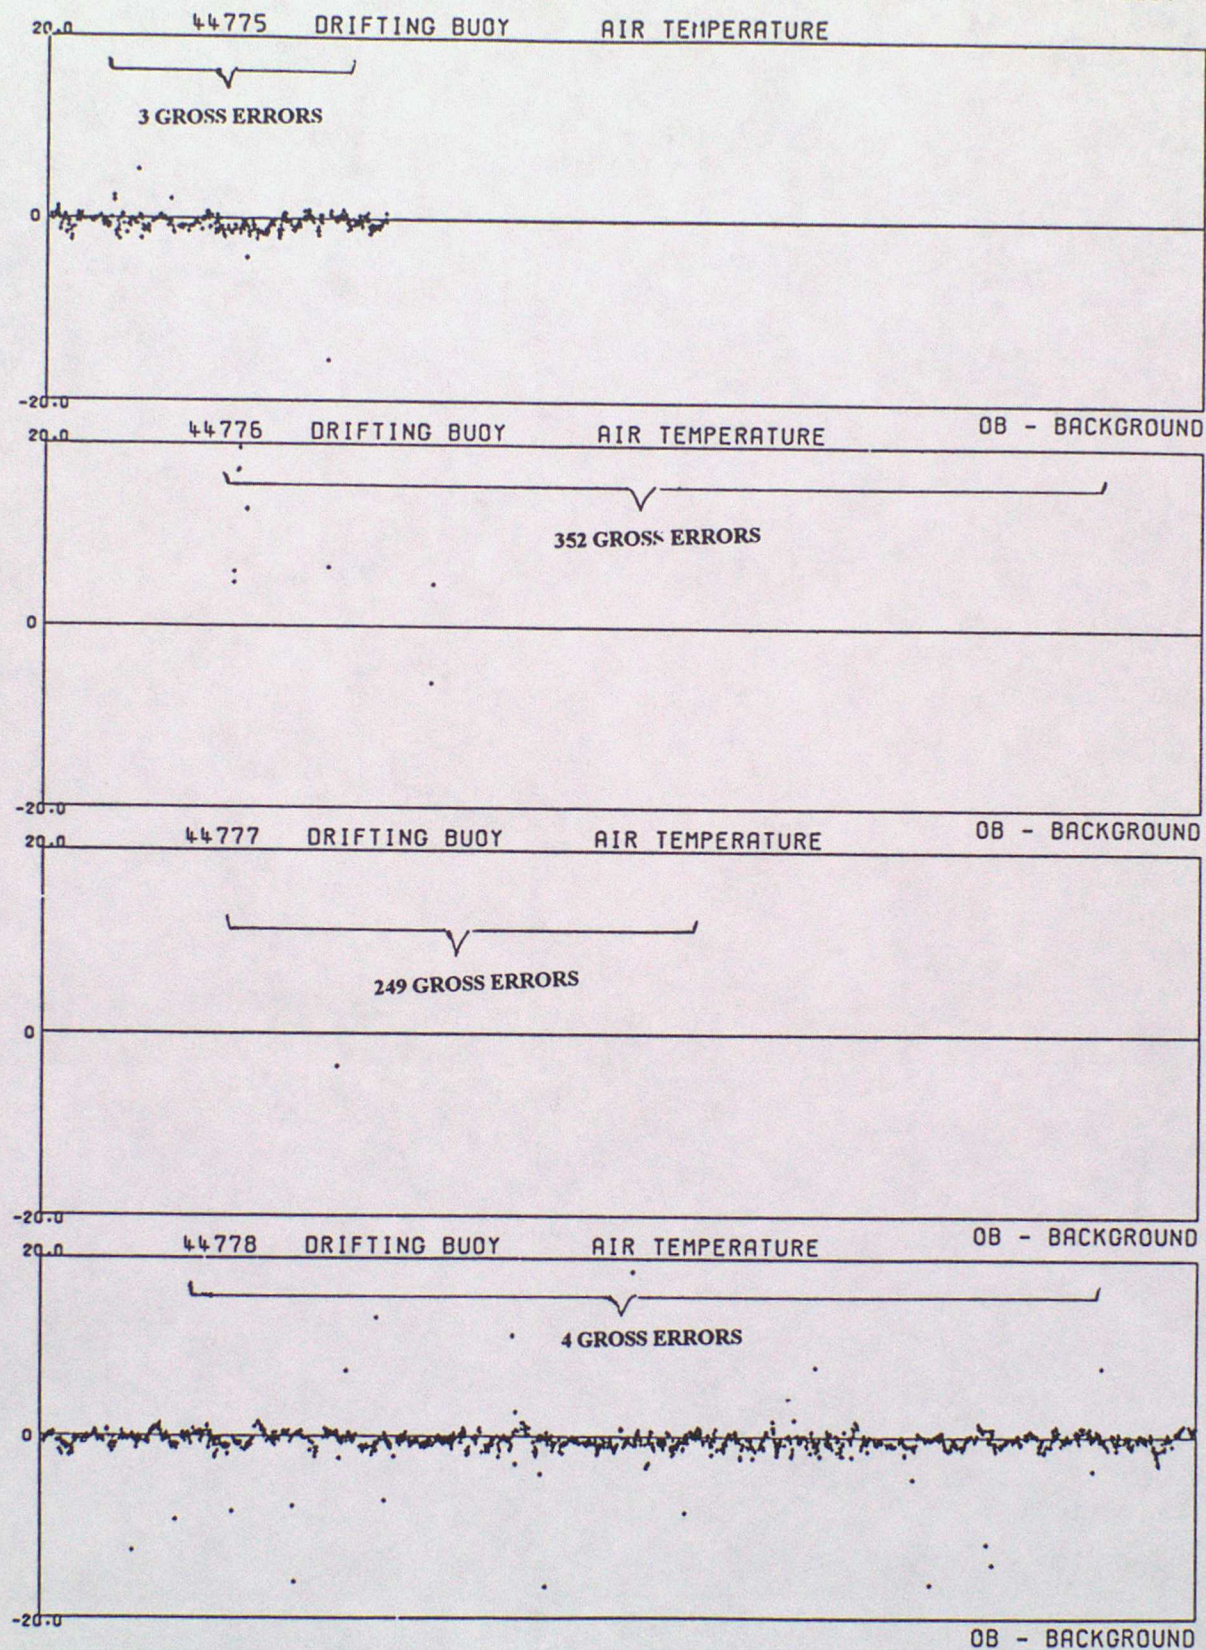 44775 DRIFTING BUOY AIR TEMPERATURE
20.0
3 GROSS ERRORS
0
-20.0
OB - BACKGROUND
44776 DRIFTING BUOY AIR TEMPERATURE
20.0
352 GROSS ERRORS
0
-20.0
OB - BACKGROUND
44777 DRIFTING BUOY AIR TEMPERATURE
20.0
249 GROSS ERRORS
0
-20.0
OB - BACKGROUND
44778 DRIFTING BUOY AIR TEMPERATURE
20.0
4 GROSS ERRORS
0
-20.0
OB - BACKGROUND